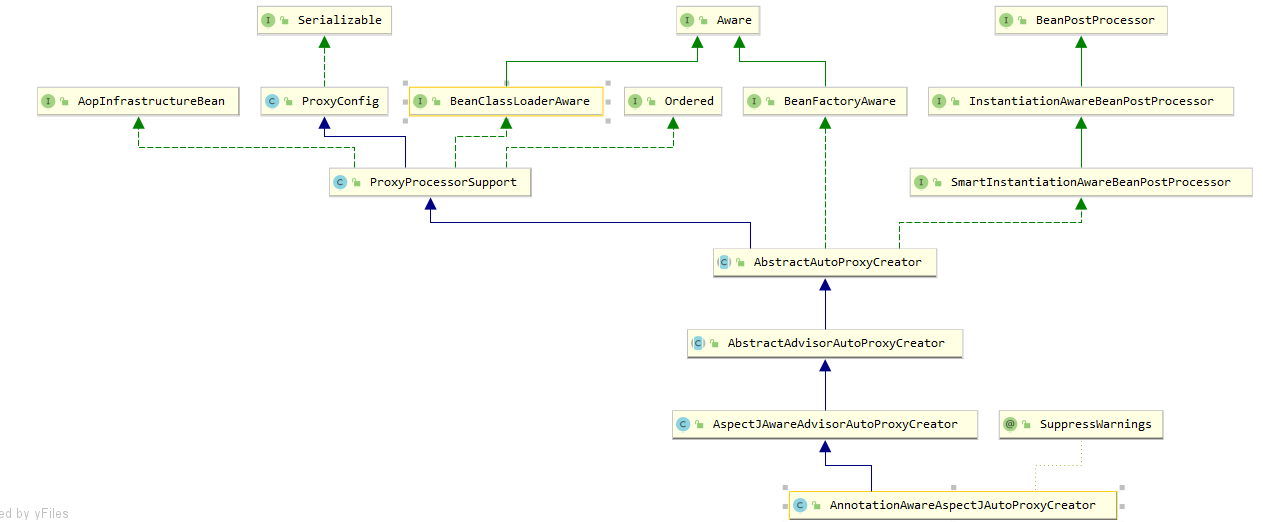 Serializable
Aware
BeanPostProcessor
AopInfrastructureBean
ProxyConfig
BeanClassLoaderAware
Ordered
BeanFactoryAware
InstantiationAwareBeanPostProcessor
ProxyProcessorSupport
SmartInstantiationAwareBeanPostProcessor
AbstractAutoProxyCreator
AbstractAdvisorAutoProxyCreator
AspectJAwareAdvisorAutoProxyCreator
SuppressWarnings
AnnotationAwareAspectJAutoProxyCreator
ed by yFiles